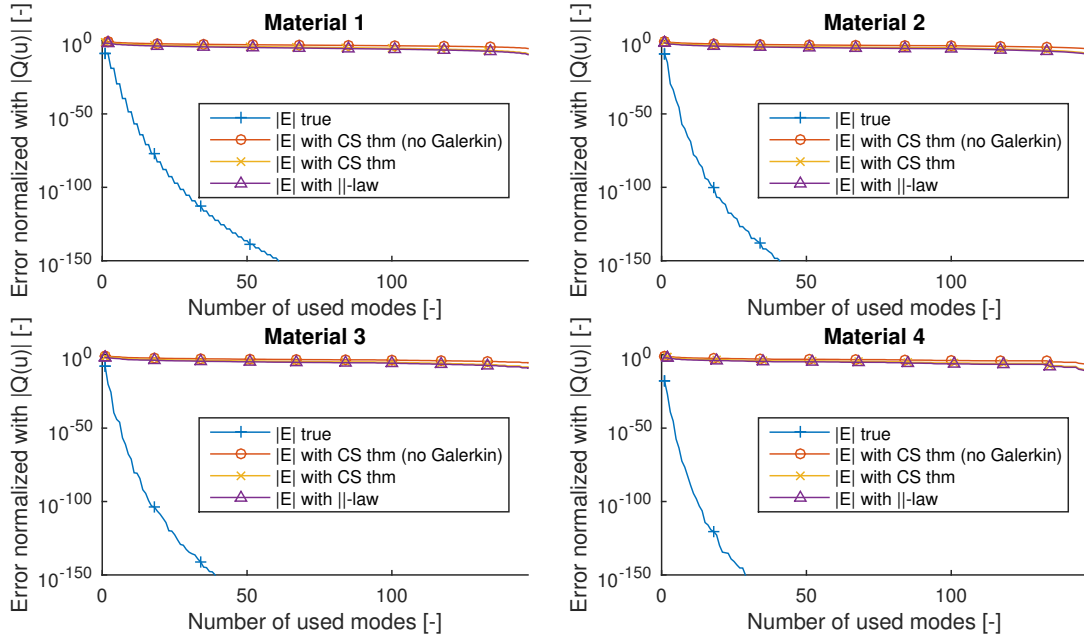 Material 1
Error normalized with |Q(u)| [-]
10^0
10^-50
10^-100
10^-150
|E| true
|E| with CS thm (no Galerkin)
|E| with CS thm
|E| with ||-law
0 50 100
Number of used modes [-]
Material 2
Error normalized with |Q(u)| [-]
10^0
10^-50
10^-100
10^-150
|E| true
|E| with CS thm (no Galerkin)
|E| with CS thm
|E| with ||-law
0 50 100
Number of used modes [-]
Material 3
Error normalized with |Q(u)| [-]
10^0
10^-50
10^-100
10^-150
|E| true
|E| with CS thm (no Galerkin)
|E| with CS thm
|E| with ||-law
0 50 100
Number of used modes [-]
Material 4
Error normalized with |Q(u)| [-]
10^0
10^-50
10^-100
10^-150
|E| true
|E| with CS thm (no Galerkin)
|E| with CS thm
|E| with ||-law
0 50 100
Number of used modes [-]